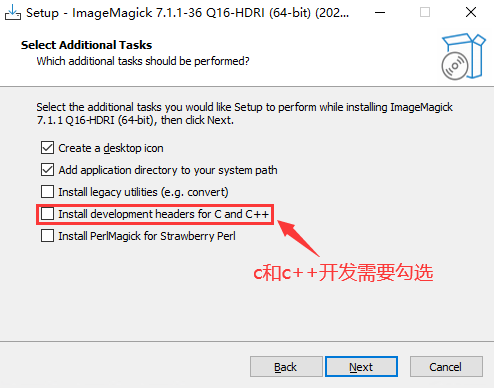 Setup - ImageMagick 7.1.1-36 Q16-HDRI (64-bit) (202...
Select Additional Tasks
Which additional tasks should be performed?
Select the additional tasks you would like Setup to perform while installing ImageMagick
7.1.1 Q16-HDRI (64-bit), then click Next.
Create a desktop icon
Add application directory to your system path
Install legacy utilities (e.g. convert)
Install development headers for C and C++
Install PerlMagick for Strawberry Perl
c和c++开发需要勾选
Back
Next
Cancel